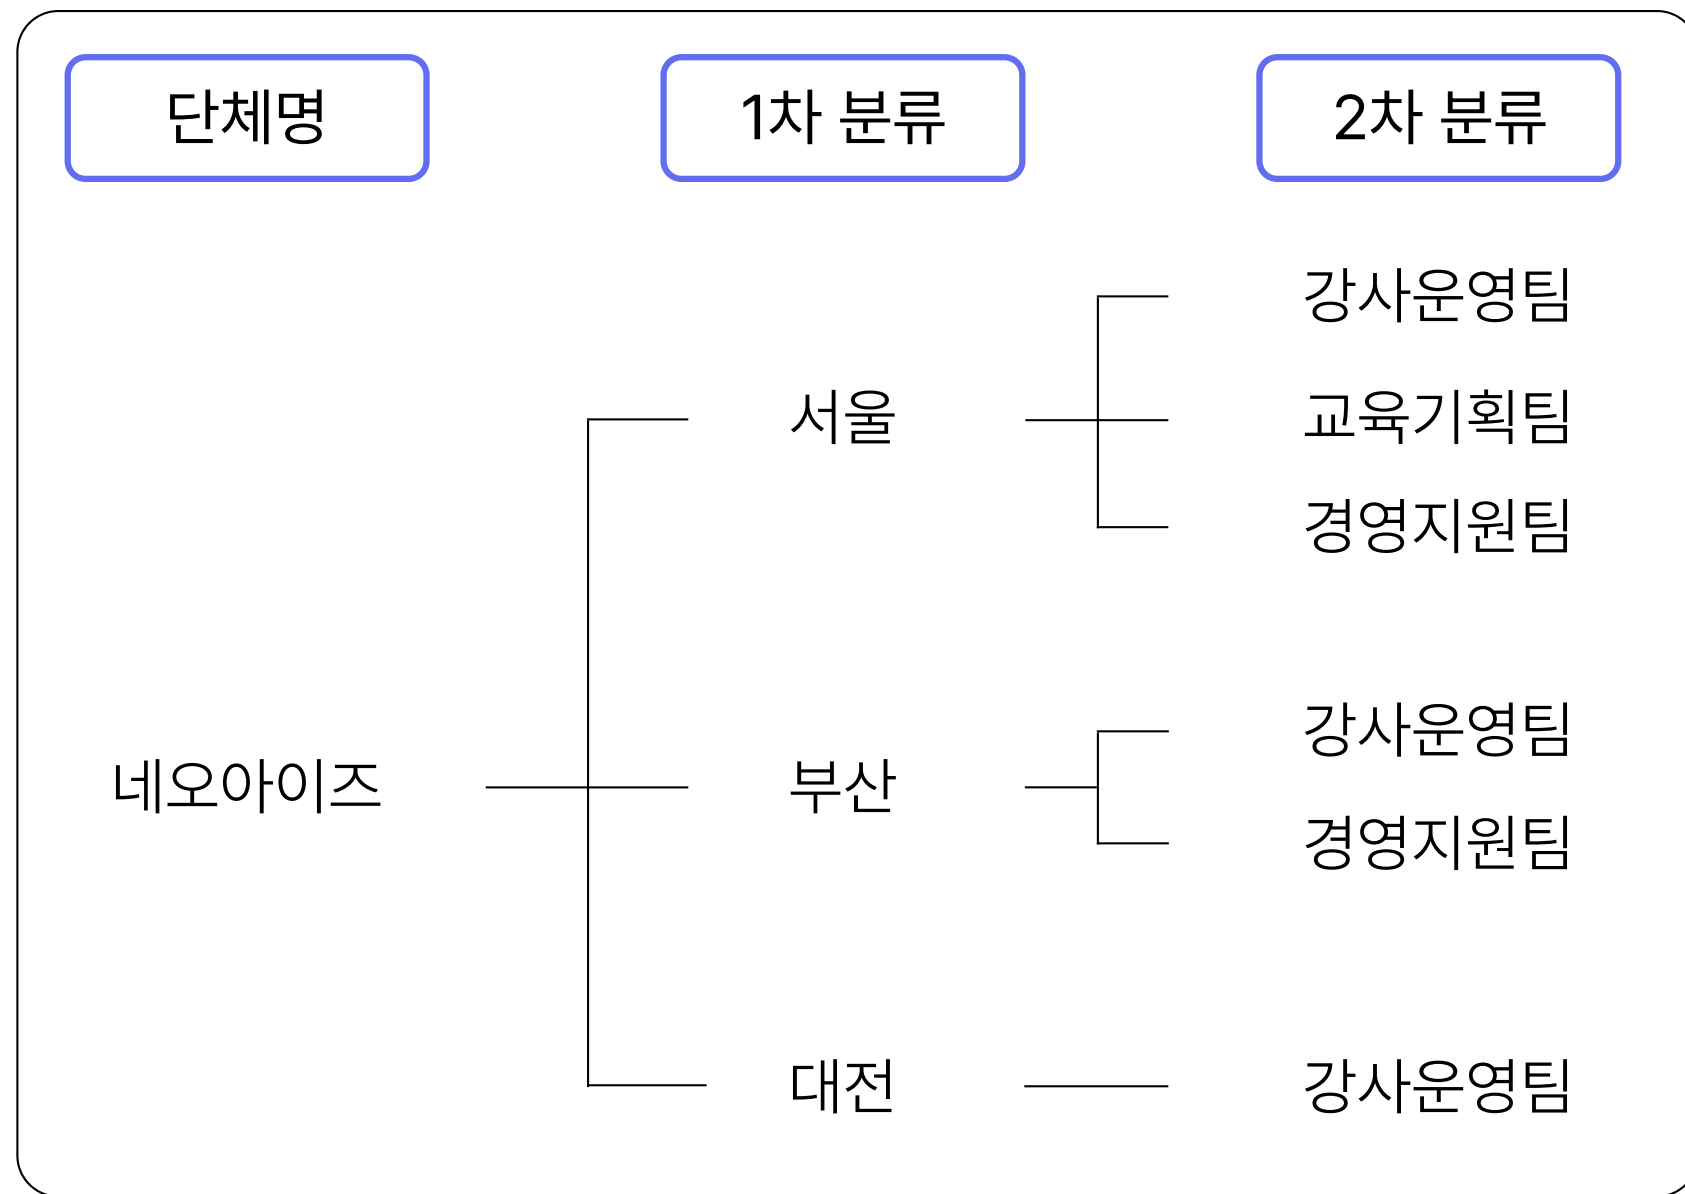 단체명 1차 분류 2차 분류
강사운영팀
서울 교육기획팀
경영지원팀
강사운영팀
네오아이즈 부산
경영지원팀
대전 강사운영팀